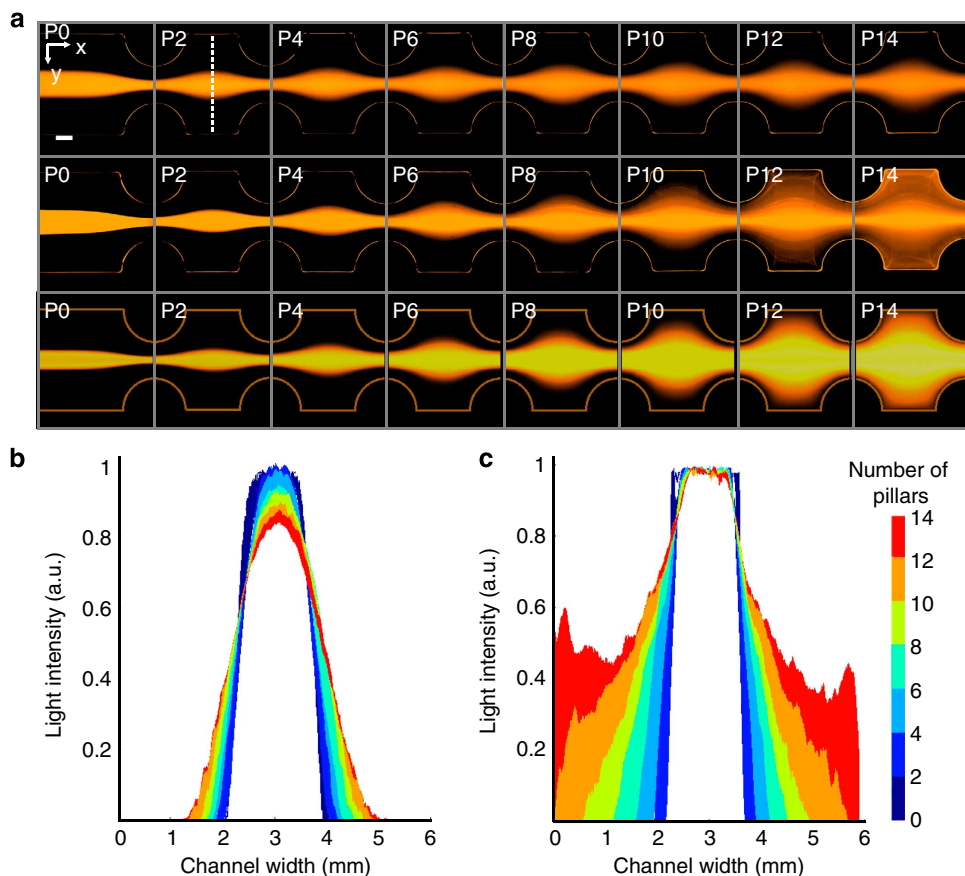 a
P0 P2 P4 P6 P8 P10 P12 P14
x
y
P0 P2 P4 P6 P8 P10 P12 P14
P0 P2 P4 P6 P8 P10 P12 P14
b
Light intensity (a.u.)
1
0.8
0.6
0.4
0.2
0 1 2 3 4 5 6
Channel width (mm)
c
Light intensity (a.u.)
1
0.8
0.6
0.4
0.2
0 1 2 3 4 5 6
Channel width (mm)
Number of
pillars
14
12
10
8
6
4
2
0